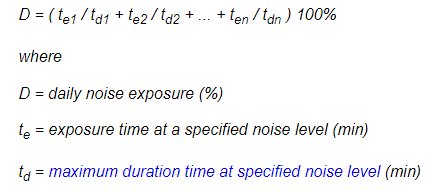 D = ( te1 / td1 + te2 / td2 + ... + ten / tdn ) 100%
where
D = daily noise exposure (%)
te = exposure time at a specified noise level (min)
td = maximum duration time at specified noise level (min)